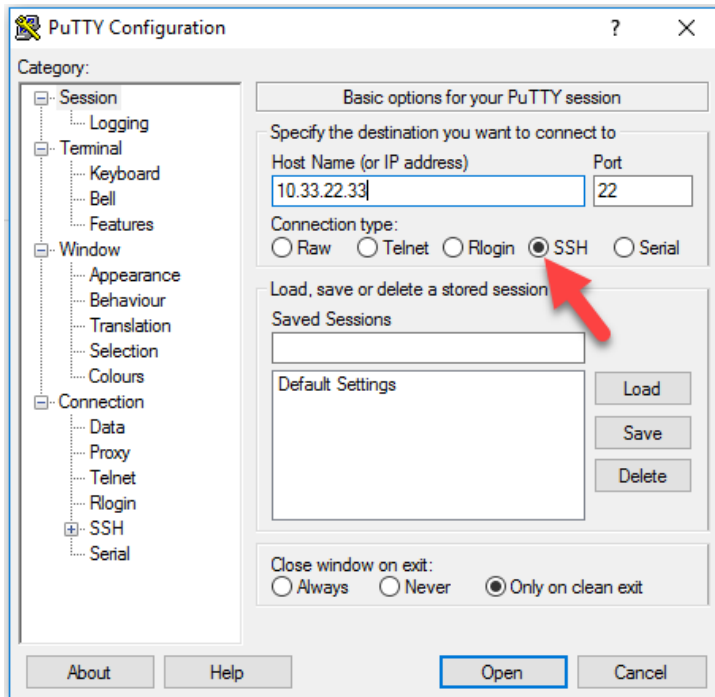 PuTTY Configuration
Category:
Session
Logging
Terminal
Keyboard
Bell
Features
Window
Appearance
Behaviour
Translation
Selection
Colours
Connection
Data
Proxy
Telnet
Rlogin
SSH
Serial
Basic options for your PuTTY session
Specify the destination you want to connect to
Host Name (or IP address) Port
10.33.22.33 22
Connection type:
Raw Telnet Rlogin SSH Serial
Load, save or delete a stored session
Saved Sessions
Default Settings
Load
Save
Delete
Close window on exit:
Always Never Only on clean exit
About Help Open Cancel